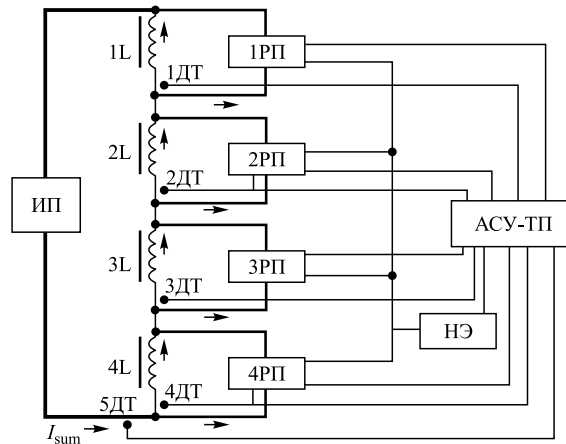 1L
1РП
1ДТ
2L
2РП
2ДТ
ИП
АСУ-ТП
3L
3РП
3ДТ
НЭ
4L
4РП
5ДТ
4ДТ
I_sum